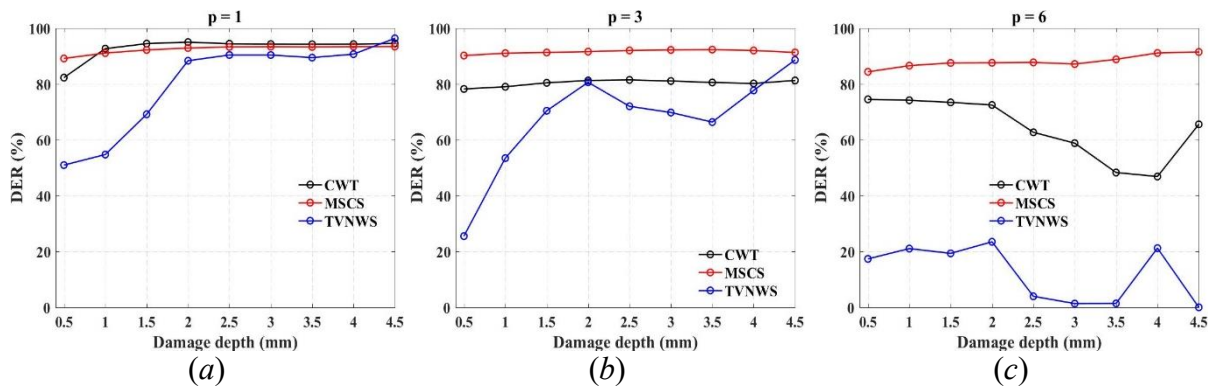 p = 1
100
80
60
40
20
0
DER (%)
CWT
MSCS
TVNWS
0.5 1 1.5 2 2.5 3 3.5 4 4.5
Damage depth (mm)
(a)
p = 3
100
80
60
40
20
0
DER (%)
CWT
MSCS
TVNWS
0.5 1 1.5 2 2.5 3 3.5 4 4.5
Damage depth (mm)
(b)
p = 6
100
80
60
40
20
0
DER (%)
CWT
MSCS
TVNWS
0.5 1 1.5 2 2.5 3 3.5 4 4.5
Damage depth (mm)
(c)